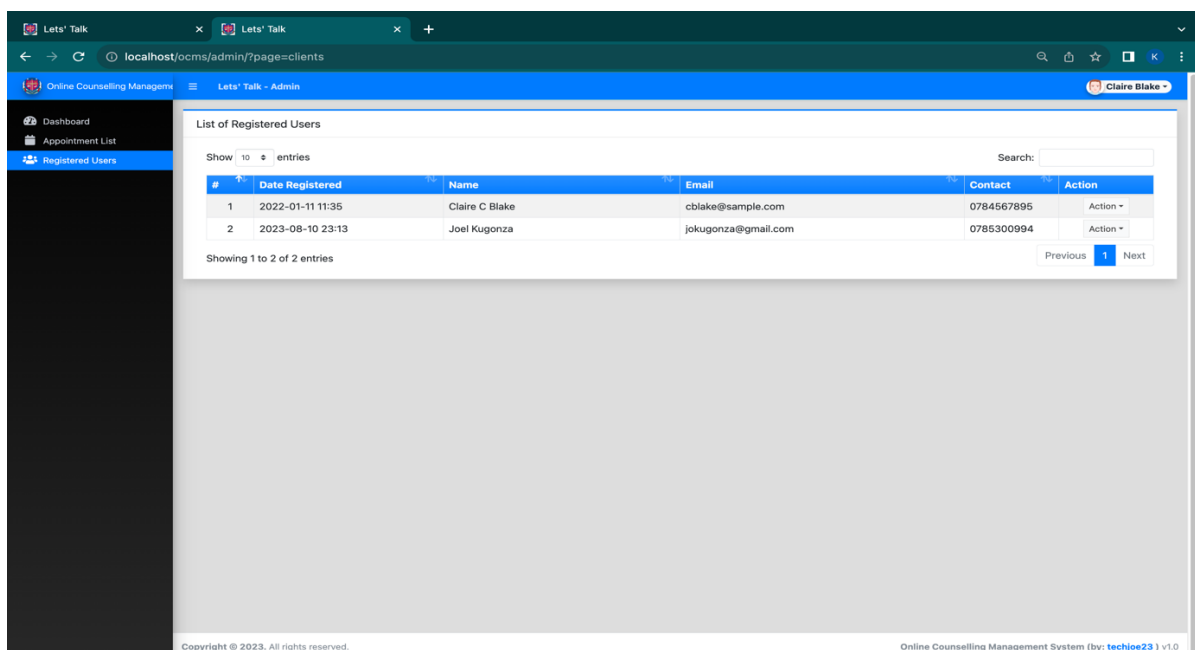 Lets' Talk
Lets' Talk
localhost/ocms/admin/?page=clients
K
Online Counselling Manageme
Lets' Talk - Admin
Claire Blake
Dashboard
Appointment List
Registered Users
List of Registered Users
Show 10 entries
Search:
# Date Registered Name Email Contact Action
1 2022-01-11 11:35 Claire C Blake cblake@sample.com 0784567895 Action
2 2023-08-10 23:13 Joel Kugonza jokugonza@gmail.com 0785300994 Action
Showing 1 to 2 of 2 entries
Previous 1 Next
Copyright © 2023. All rights reserved.
Online Counselling Management System (by: techjoe23 ) v1.0